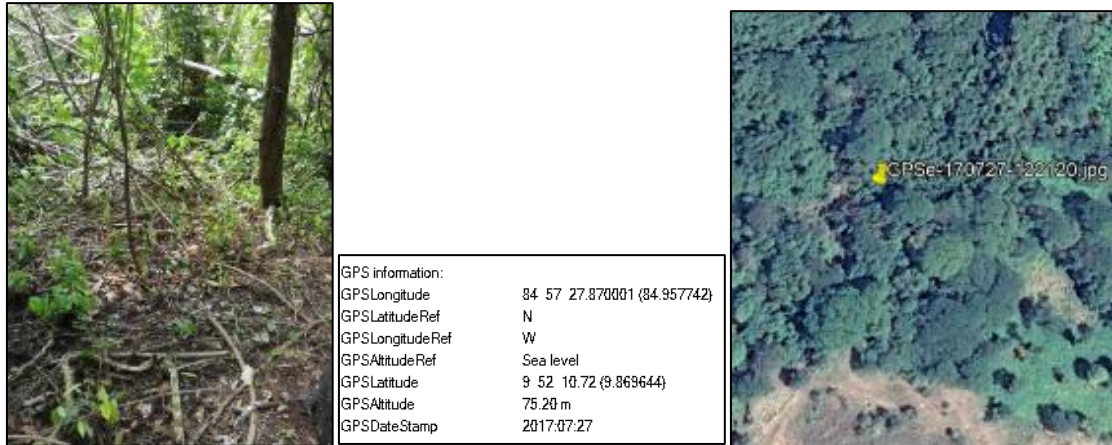 GPS information:
GPSLongitude 84 57 27.870001 (84.957742)
GPSLatitudeRef N
GPSLongitudeRef W
GPSAltitudeRef Sea level
GPSLatitude 9 52 10.72 (9.869644)
GPSAltitude 75.20 m
GPSDateStamp 2017:07:27
GPSe-170727-122120.jpg